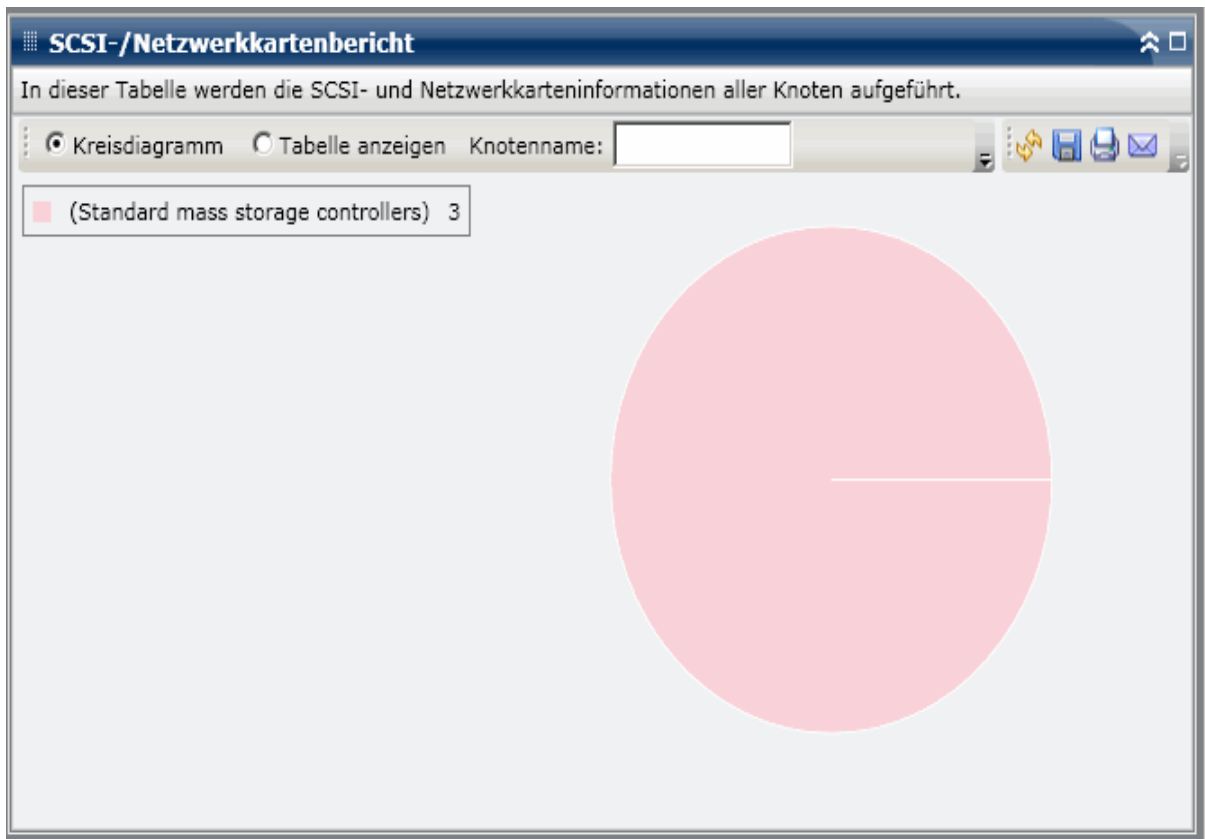 SCSI-/Netzwerkkartenbericht
In dieser Tabelle werden die SCSI- und Netzwerkkarteninformationen aller Knoten aufgeführt.
Kreisdiagramm Tabelle anzeigen Knotenname:
(Standard mass storage controllers) 3